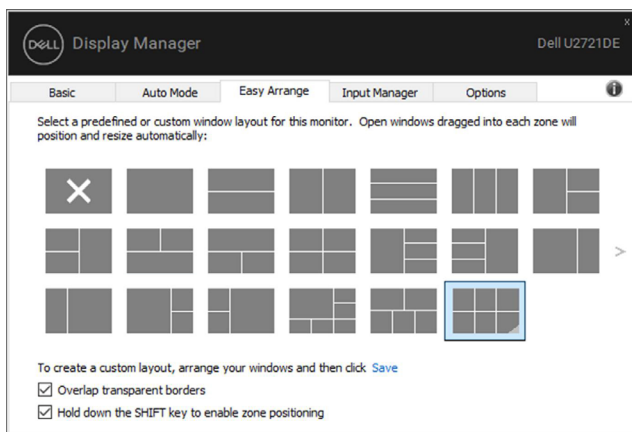 x
DELL Display Manager
Dell U2721DE
Basic Auto Mode Easy Arrange Input Manager Options i
Select a predefined or custom window layout for this monitor. Open windows dragged into each zone will
position and resize automatically:
>
To create a custom layout, arrange your windows and then click Save
Overlap transparent borders
Hold down the SHIFT key to enable zone positioning